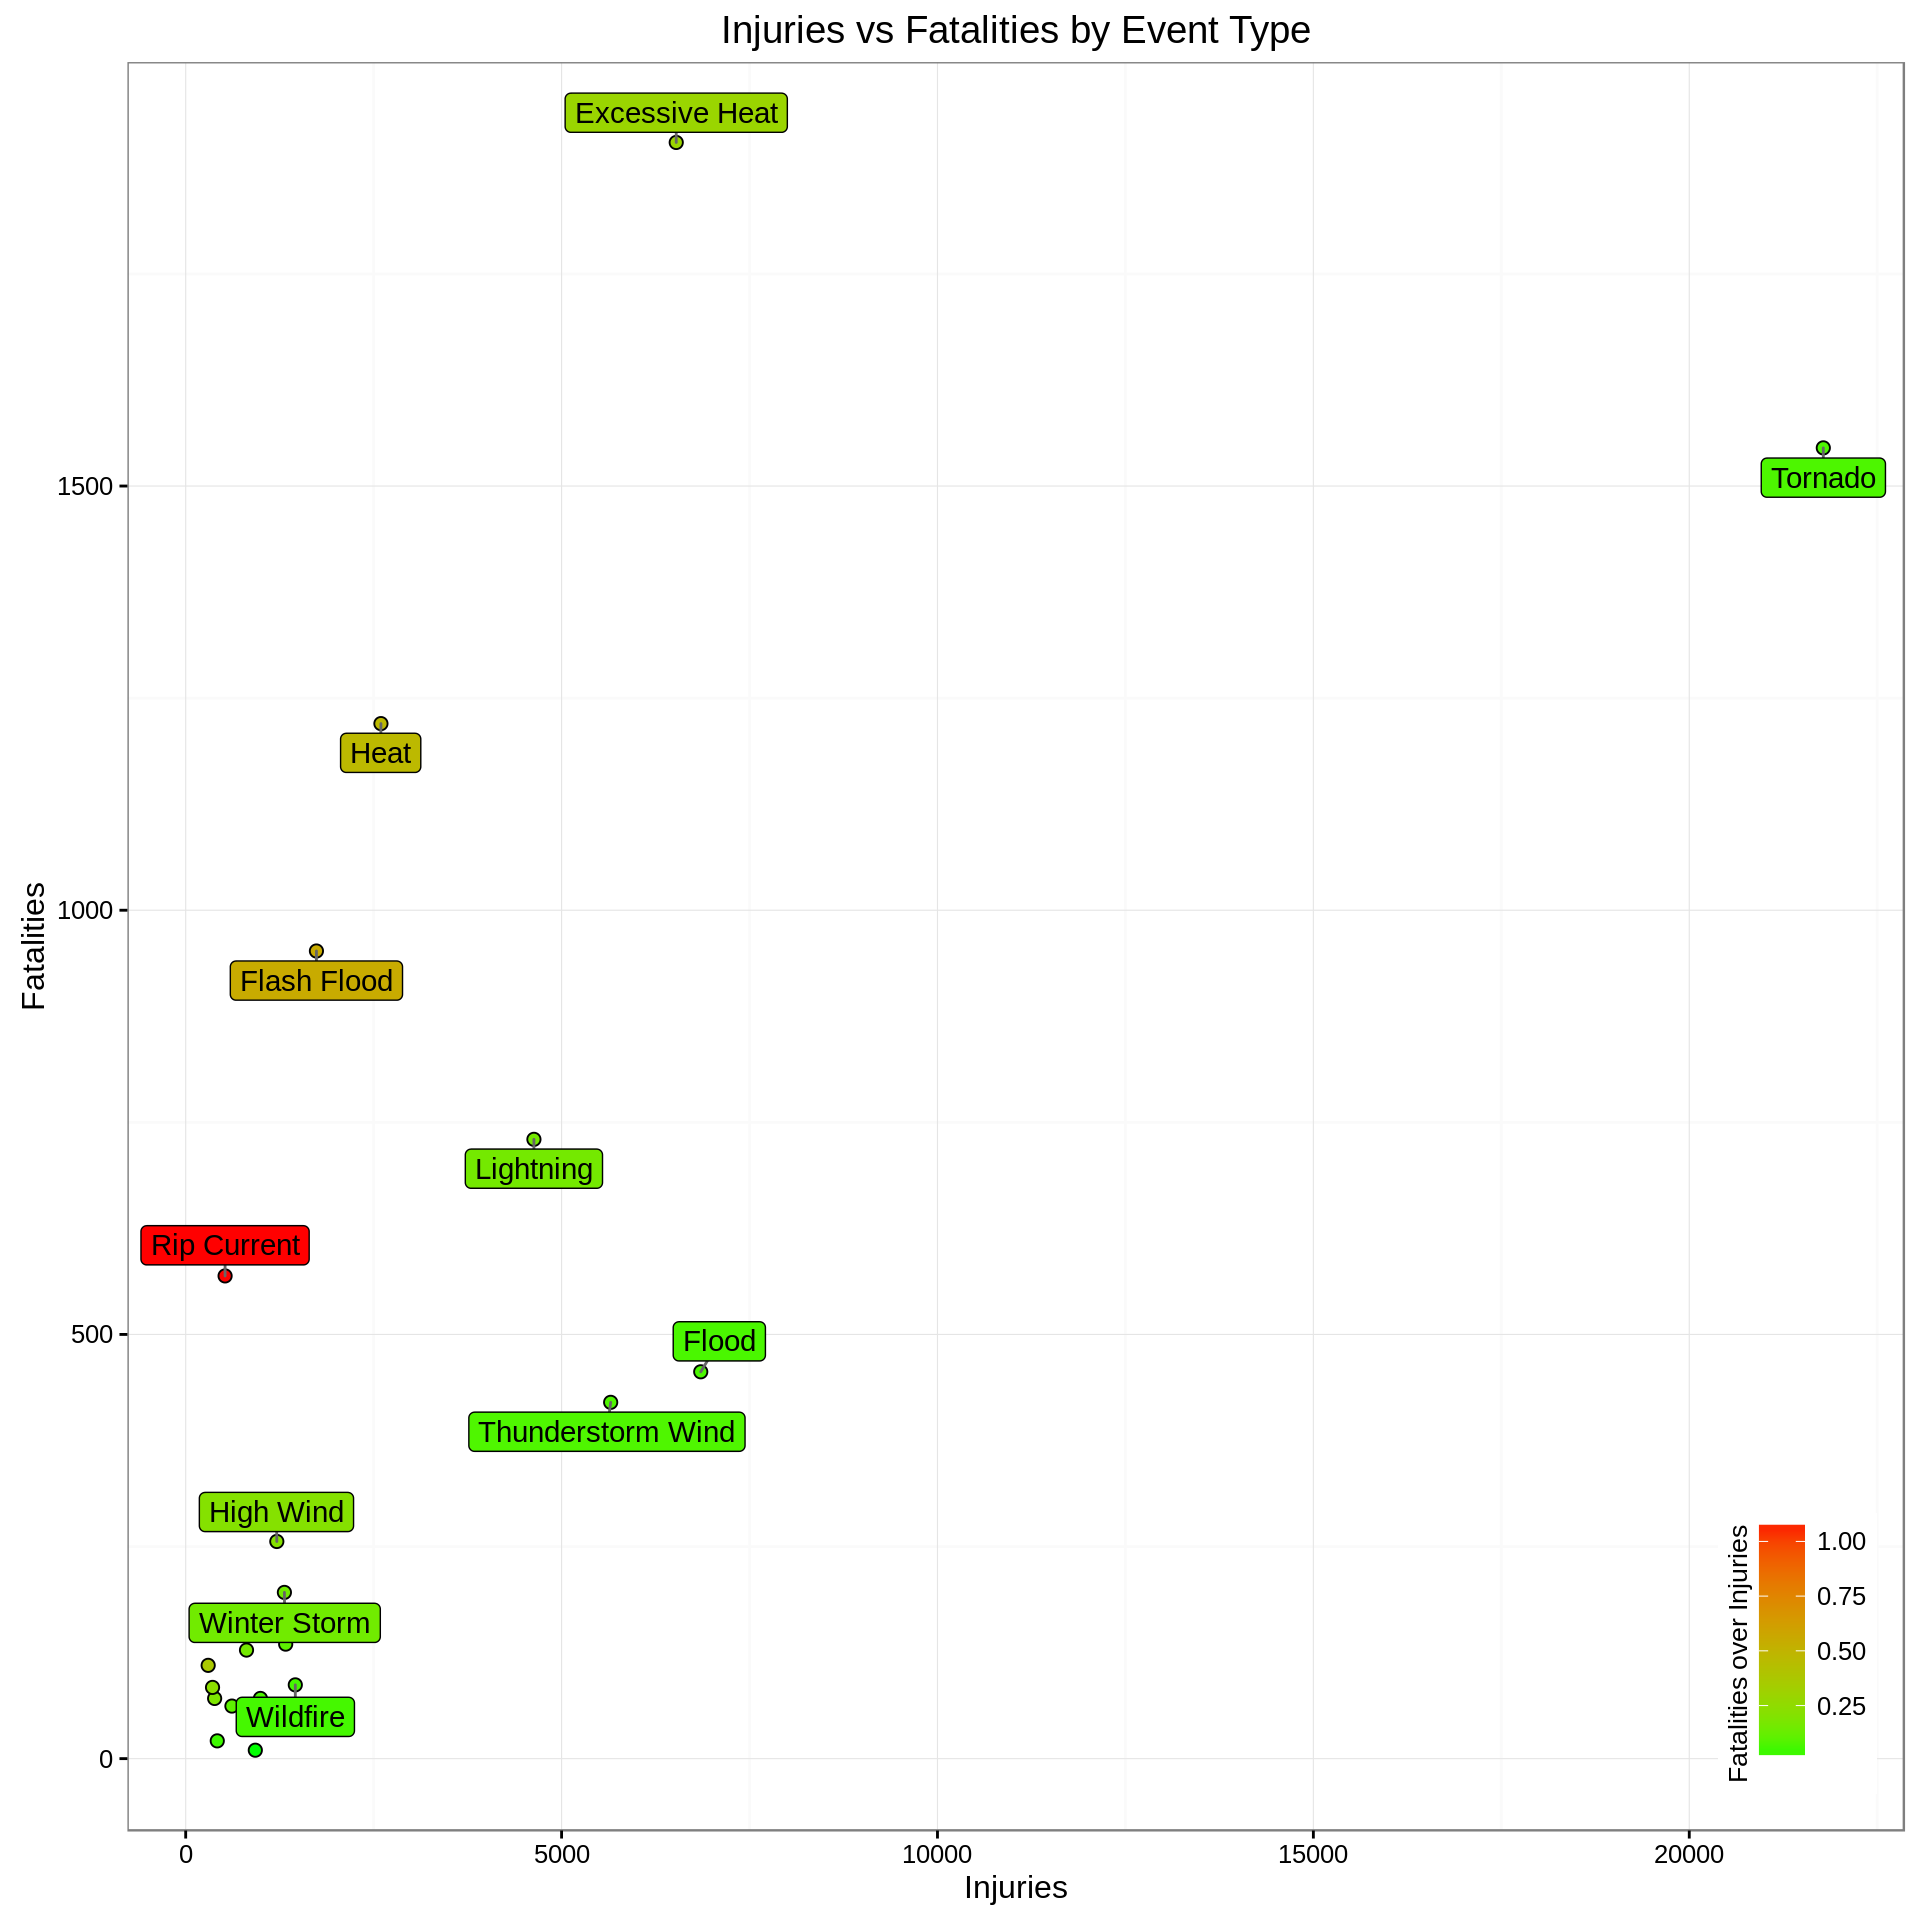 Injuries vs Fatalities by Event Type
Excessive Heat
Tornado
Heat
Flash Flood
Lightning
Rip Current
Flood
Thunderstorm Wind
High Wind
Winter Storm
Wildfire
1500
1000
500
0
Fatalities
0 5000 10000 15000 20000
Injuries
Fatalities over Injuries
1.00
0.75
0.50
0.25